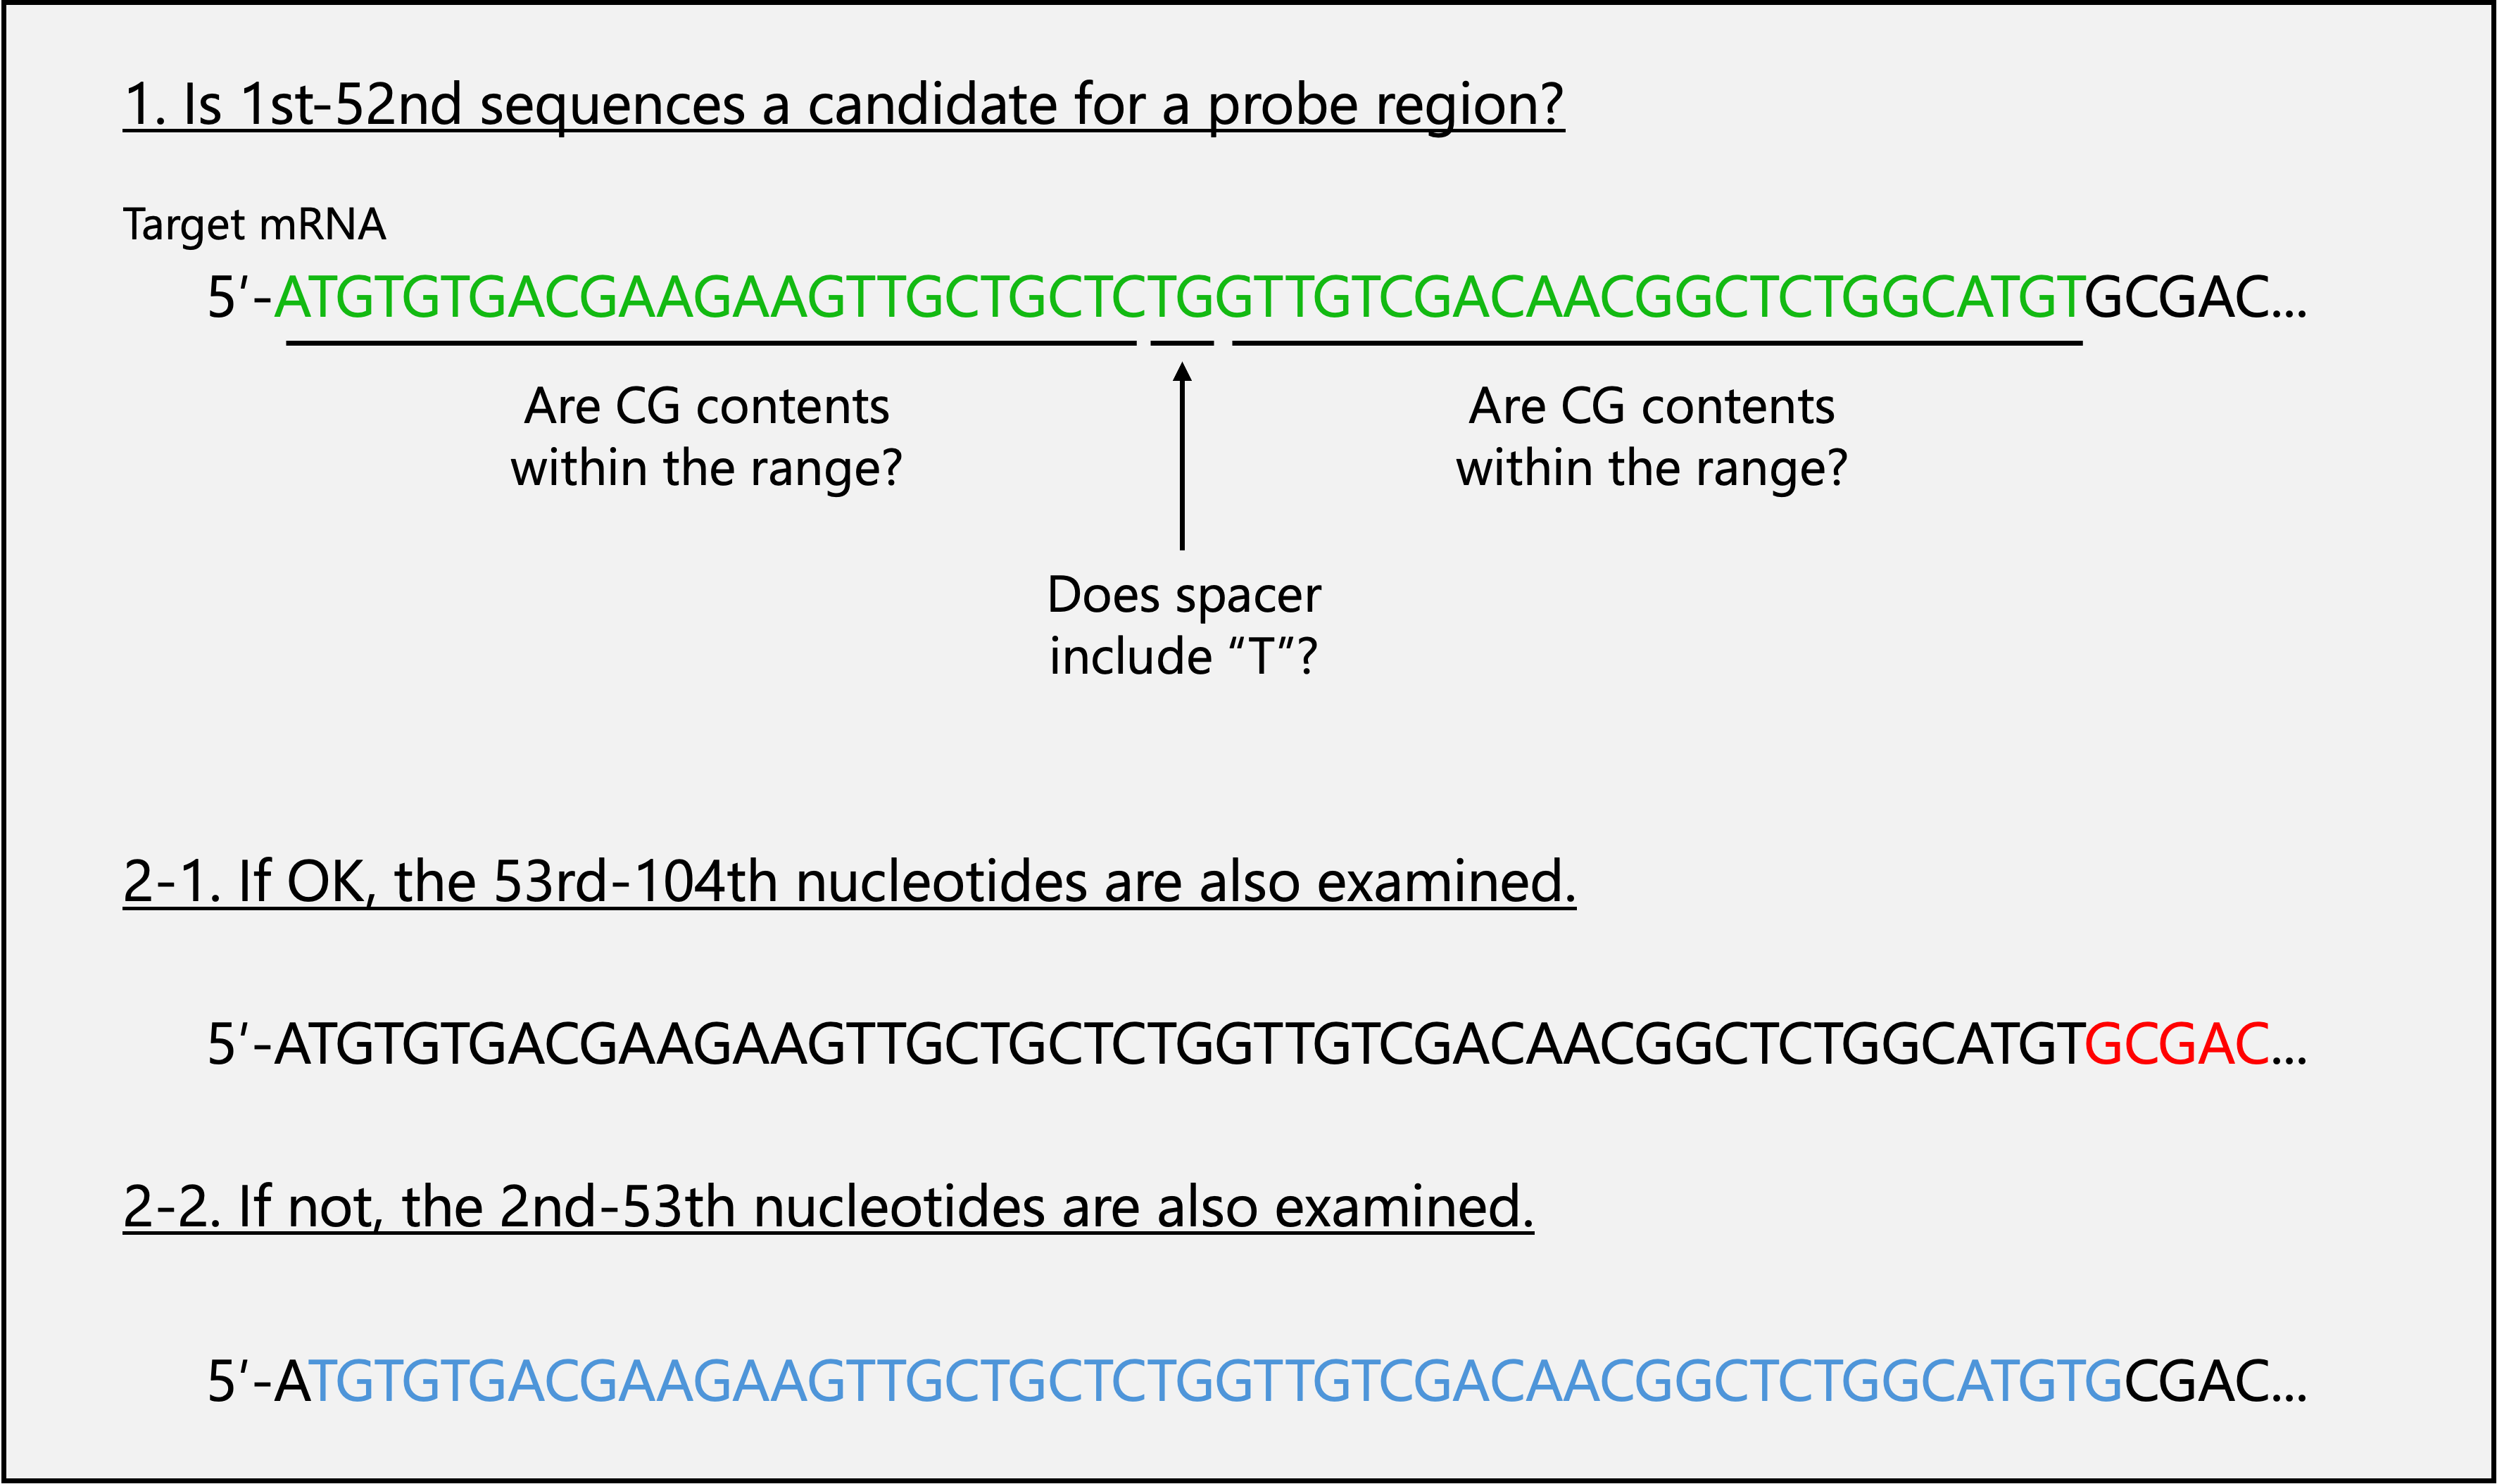 1. Is 1st-52nd sequences a candidate for a probe region?
Target mRNA
5′-ATGTGTGACGAAGAAGTTGCTGCTCTGGTTGTCGACAACGGCTCTGGCATGTGCGAC...
Are CG contents
within the range?
Are CG contents
within the range?
Does spacer
include “T”?
2-1. If OK, the 53rd-104th nucleotides are also examined.
5′-ATGTGTGACGAAGAAGTTGCTGCTCTGGTTGTCGACAACGGCTCTGGCATGTGCGAC...
2-2. If not, the 2nd-53th nucleotides are also examined.
5′-ATGTGTGACGAAGAAGTTGCTGCTCTGGTTGTCGACAACGGCTCTGGCATGTGCGAC...